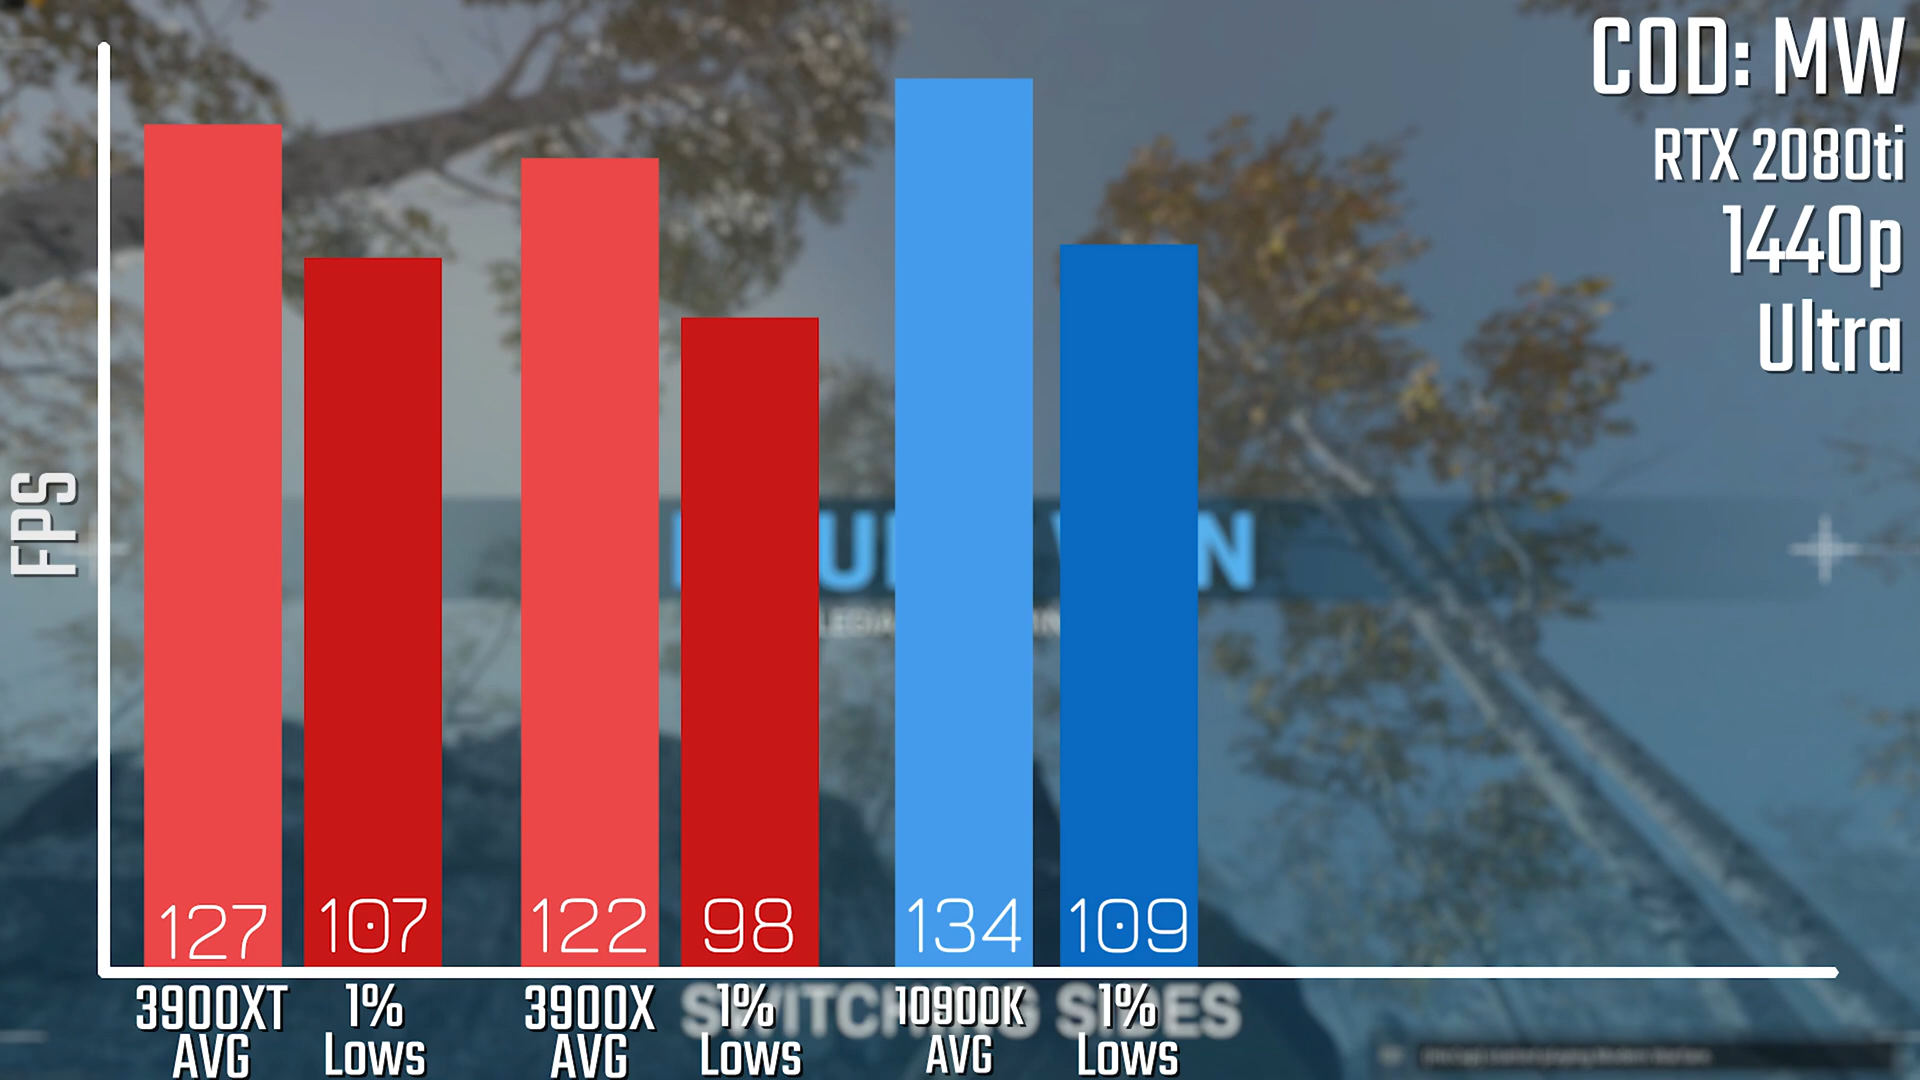 COD: MW
RTX 2080ti
1440p
Ultra
FPS
127
107
122
98
134
109
3900XT
AVG
1%
Lows
3900X
AVG
1%
Lows
10900K
AVG
1%
Lows